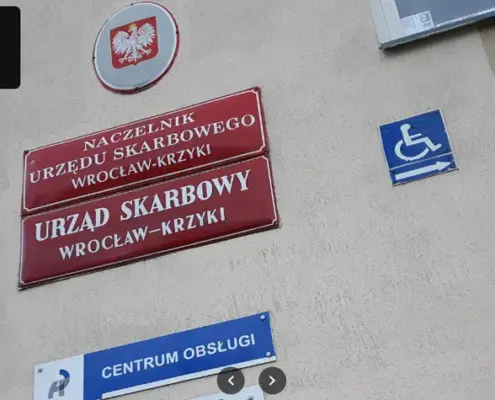 NACZELNIK
URZĘDU SKARBOWEGO
WROCŁAW-KRZYKI
URZĄD SKARBOWY
WROCŁAW-KRZYKI
CENTRUM OBSŁUGI